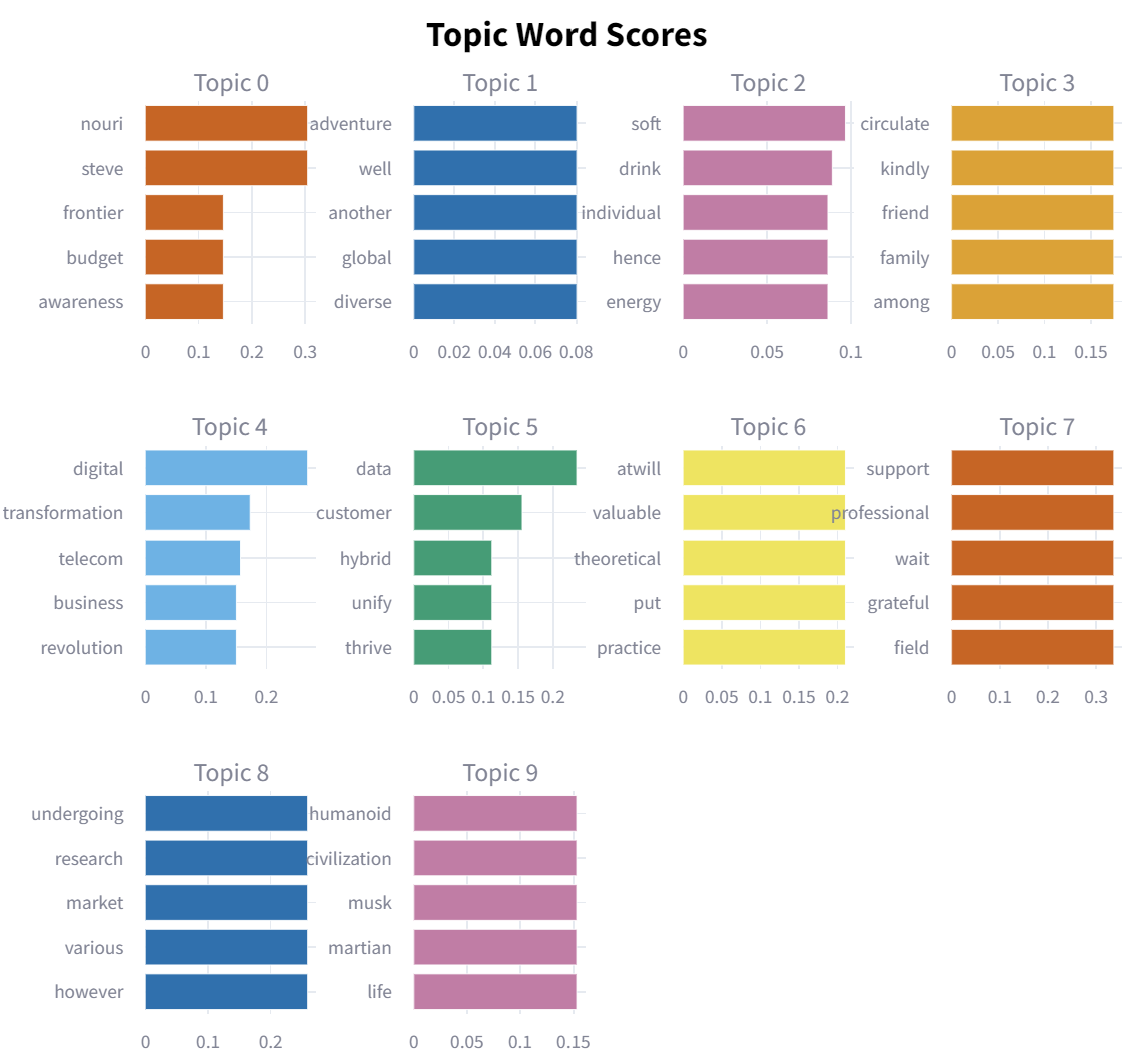 Topic Word Scores
Topic 0
nouri
steve
frontier
budget
awareness
0 0.1 0.2 0.3
Topic 1
adventure
well
another
global
diverse
0 0.02 0.04 0.06 0.08
Topic 2
soft
drink
individual
hence
energy
0 0.05 0.1
Topic 3
circulate
kindly
friend
family
among
0 0.05 0.1 0.15
Topic 4
digital
transformation
telecom
business
revolution
0 0.1 0.2
Topic 5
data
customer
hybrid
unify
thrive
0 0.05 0.1 0.15 0.2
Topic 6
atwill
valuable
theoretical
put
practice
0 0.05 0.1 0.15 0.2
Topic 7
support
professional
wait
grateful
field
0 0.1 0.2 0.3
Topic 8
undergoing
research
market
various
however
0 0.1 0.2
Topic 9
humanoid
civilization
musk
martian
life
0 0.05 0.1 0.15